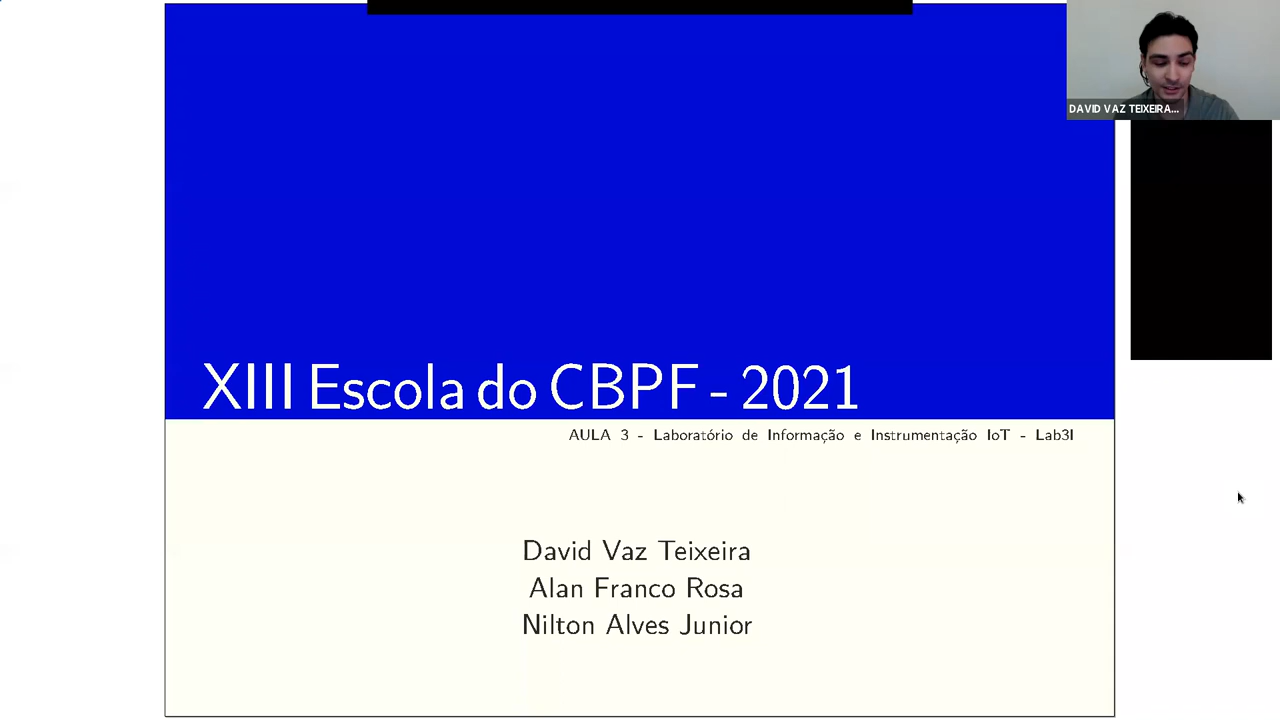 DAVID VAZ TEIXEIRA...
XIII Escola do CBPF - 2021
AULA 3 - Laboratório de Informação e Instrumentação IoT - Lab3I
David Vaz Teixeira
Alan Franco Rosa
Nilton Alves Junior